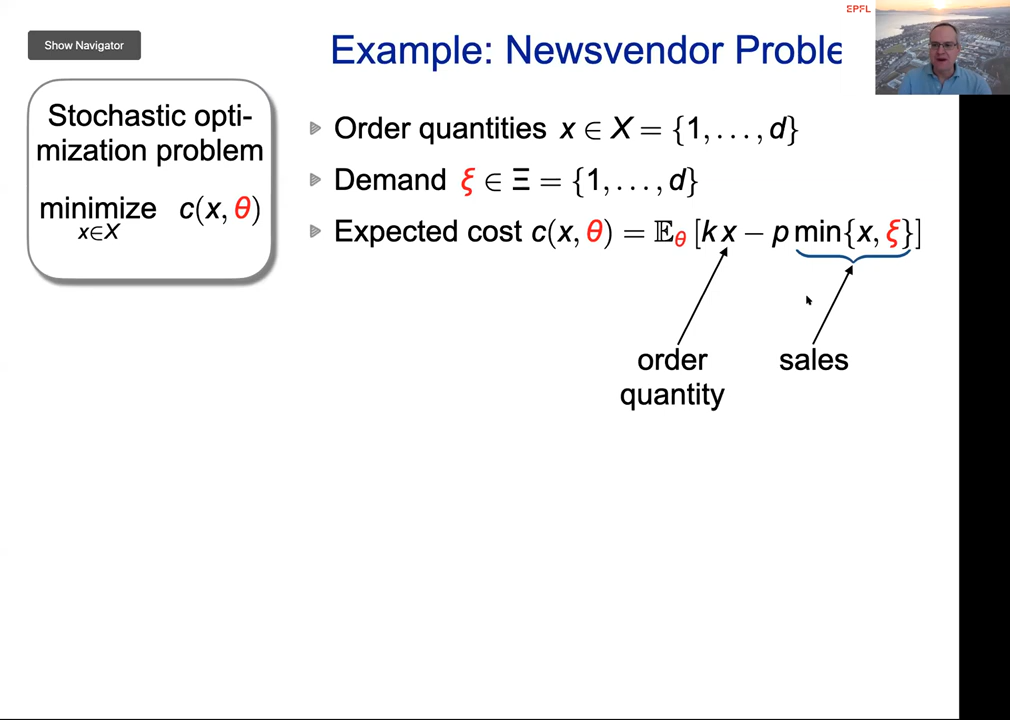 EPFL
Show Navigator
Example: Newsvendor Proble
Stochastic opti-
mization problem
minimize c(x, θ)
x∈X
Order quantities x ∈ X = {1, . . . , d}
Demand ξ ∈ Ξ = {1, . . . , d}
Expected cost c(x, θ) = 𝔼θ [k x − p min{x, ξ}]
order
quantity
sales